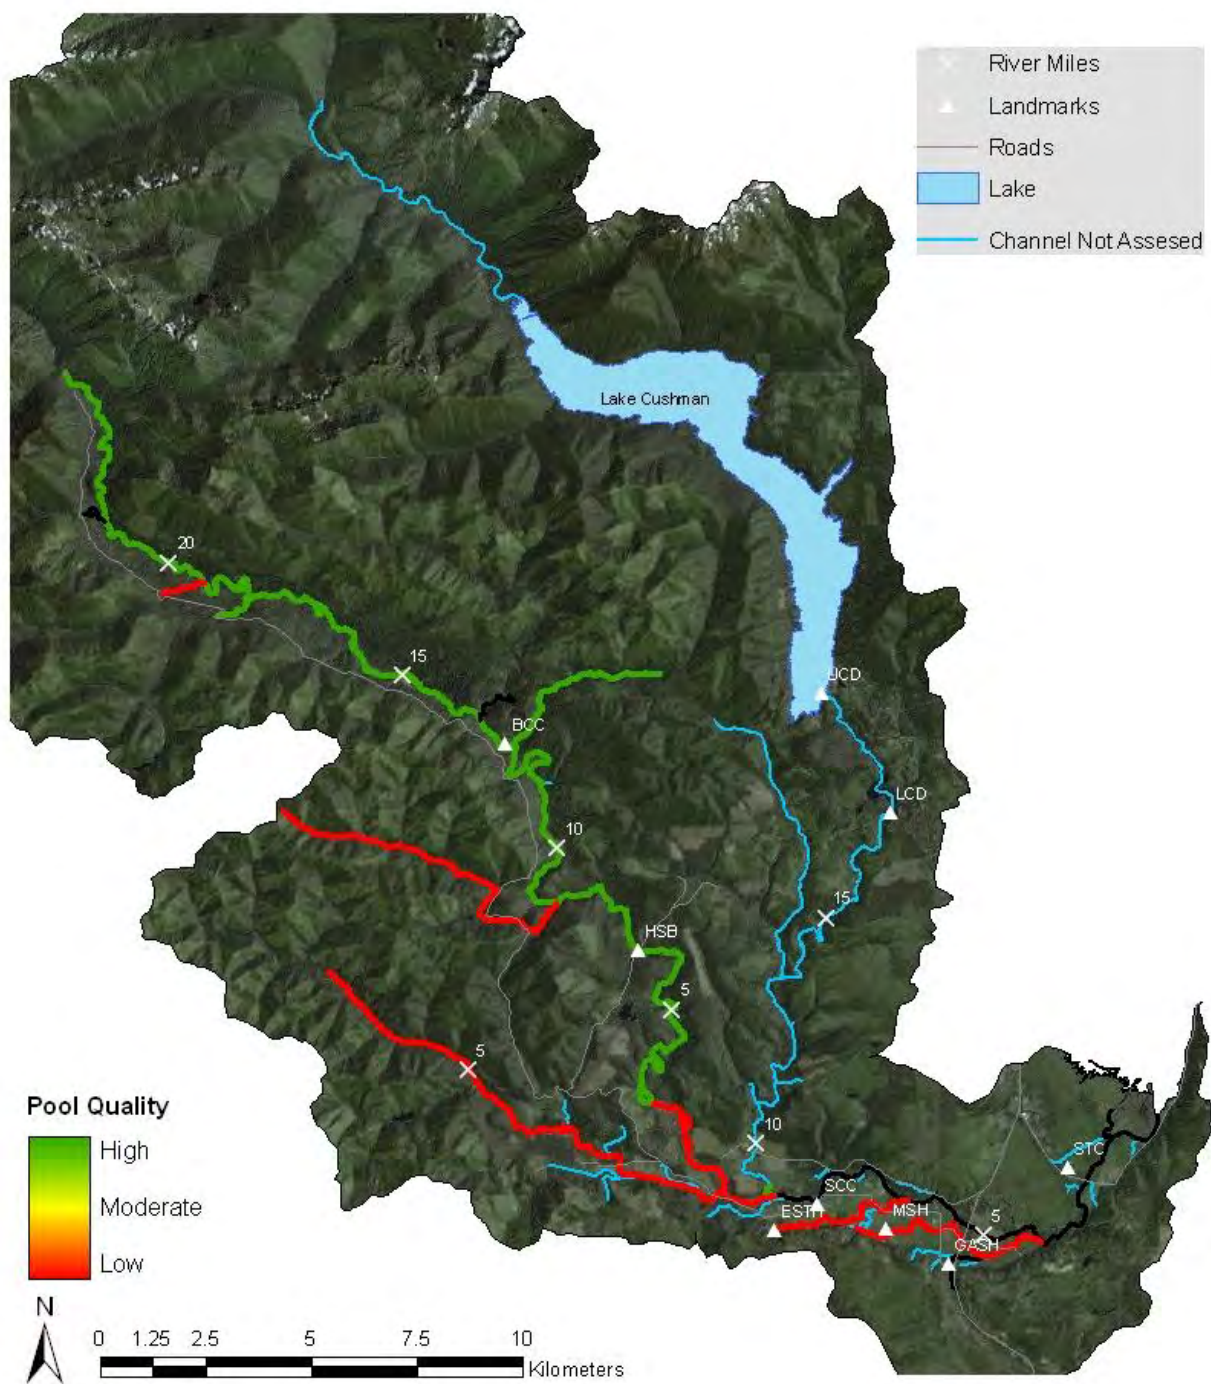 River Miles
Landmarks
Roads
Lake
Channel Not Assesed
Lake Cushman
20
15
UCD
BCC
LCD
10
15
HSB
5
5
10
STC
SCC
ESTH
MSH
5
GASH
Pool Quality
High
Moderate
Low
N
0 1.25 2.5 5 7.5 10
Kilometers